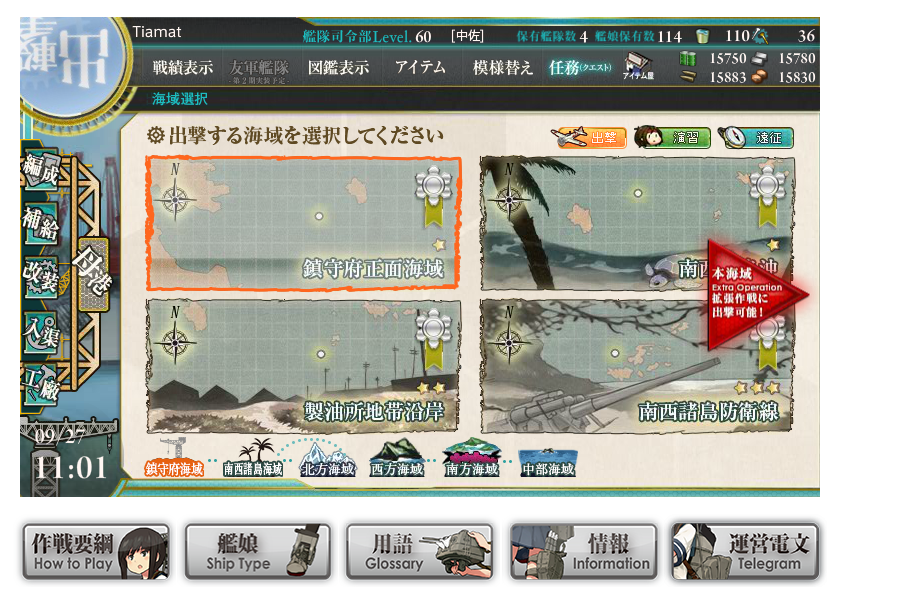 出
Tiamat
艦隊司令部Level. 60 [中佐] 保有艦隊数 4 艦娘保有数 114 110 36
戦績表示 友軍艦隊 図鑑表示 アイテム 模様替え 任務(クエスト) アイテム屋 15750 15780
第2期実装予定 15883 15830
海域選択
出撃する海域を選択してください 出撃 演習 遠征
編成
補給
改装
入渠
工廠
母港
N
鎮守府正面海域
N
南西
本海域
Extra Operation
拡張作戦に
出撃可能!
N
製油所地帯沿岸
N
南西諸島防衛線
鎮守府海域 南西諸島海域 北方海域 西方海域 南方海域 中部海域
09/27
11:01
作戦要綱 艦娘 用語 情報 運営電文
How to Play Ship Type Glossary Information Telegram